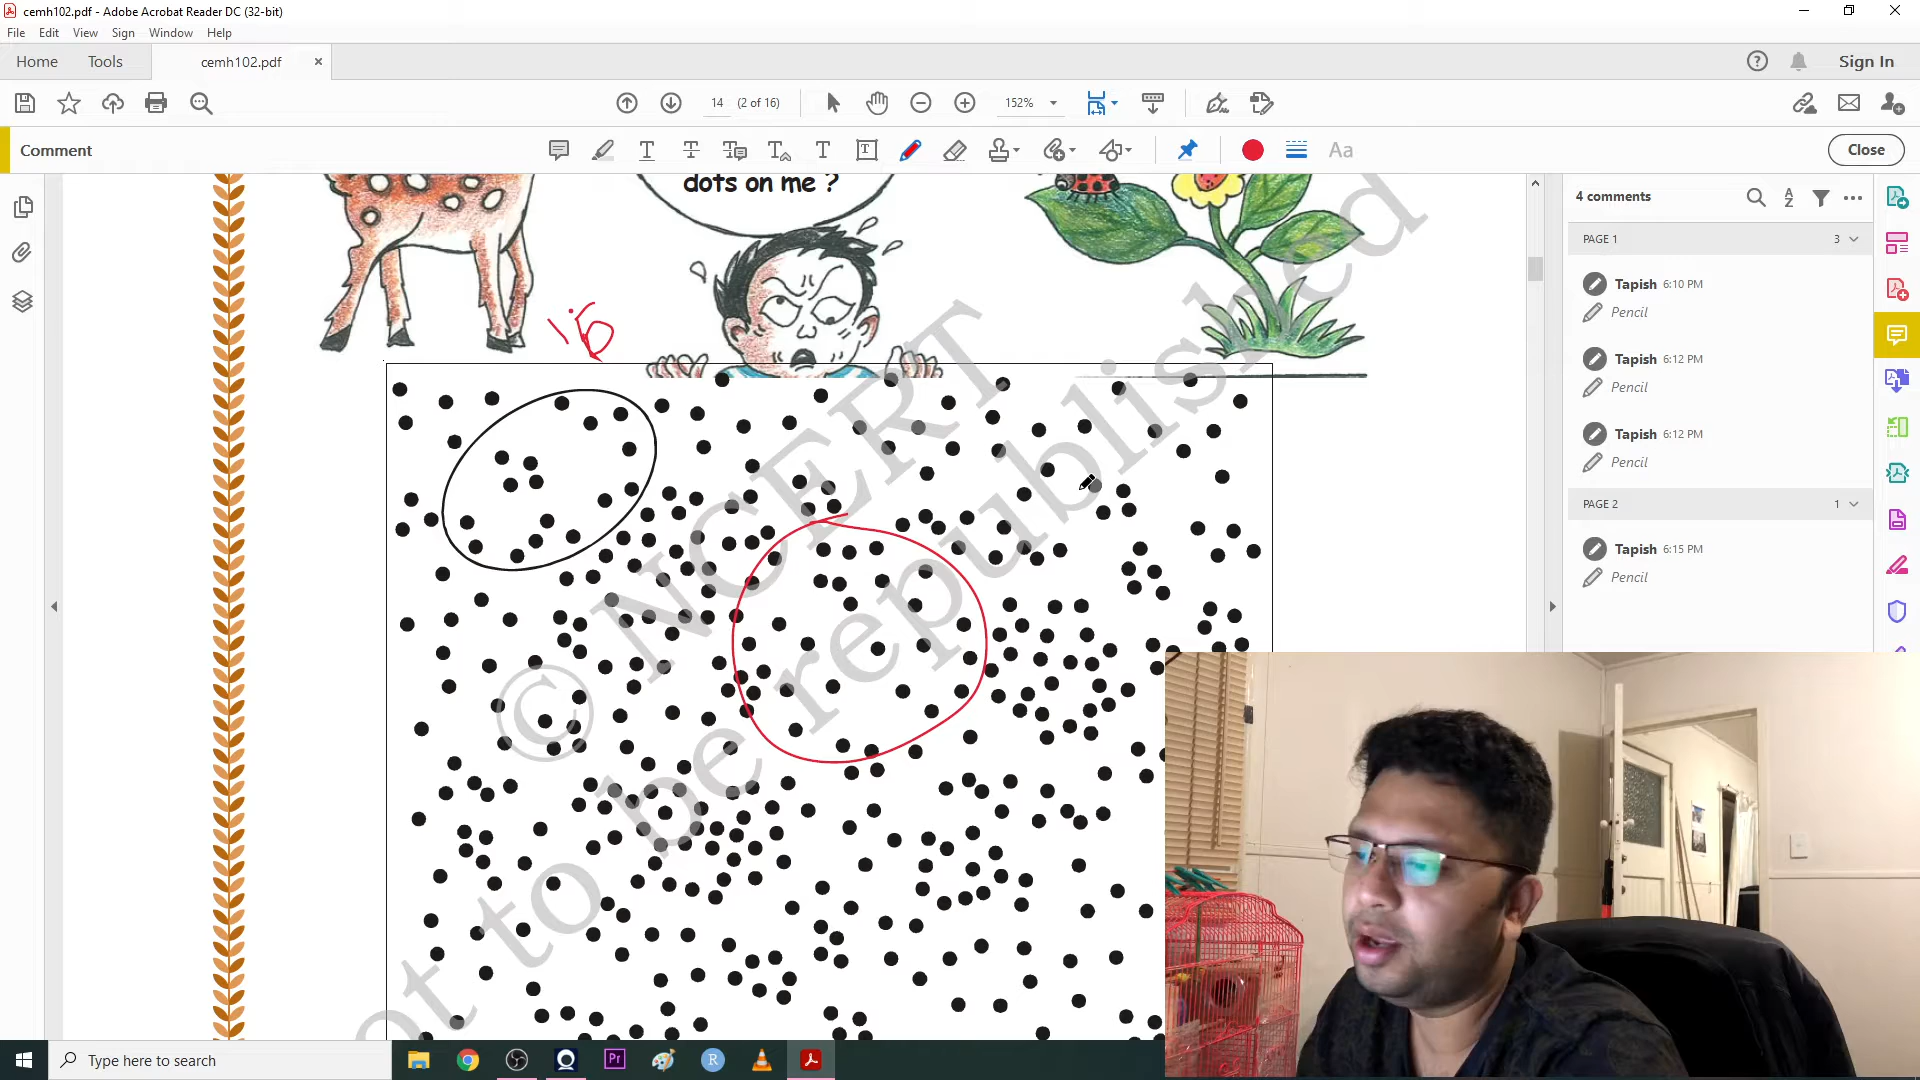 cemh102.pdf - Adobe Acrobat Reader DC (32-bit)
File Edit View Sign Window Help
Home Tools cemh102.pdf × Sign In
14 (2 of 16) 152%
Comment Aa Close
dots on me ?
15
© NCERT
not to be republished
4 comments
PAGE 1 3
Tapish 6:10 PM
Pencil
Tapish 6:12 PM
Pencil
Tapish 6:12 PM
Pencil
PAGE 2 1
Tapish 6:15 PM
Pencil
Type here to search